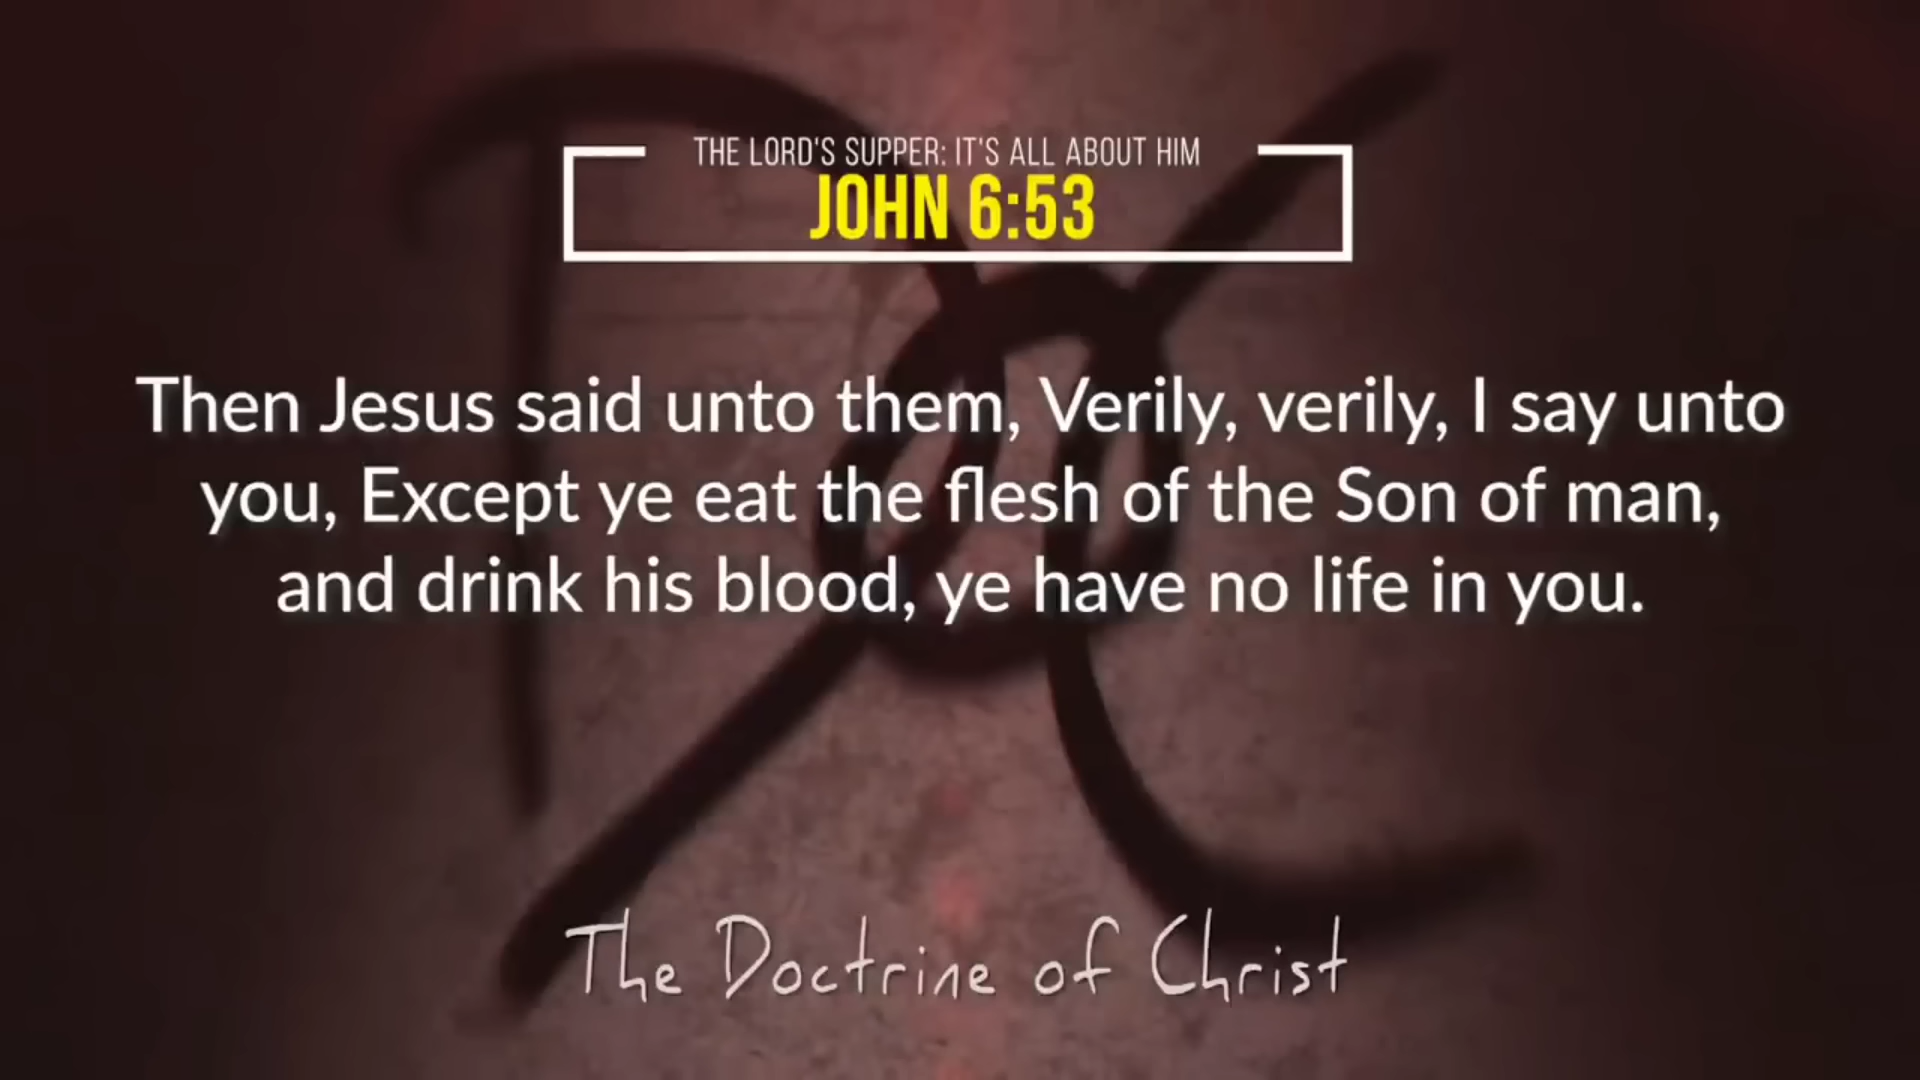 THE LORD'S SUPPER: IT'S ALL ABOUT HIM
JOHN 6:53
Then Jesus said unto them, Verily, verily, I say unto
you, Except ye eat the flesh of the Son of man,
and drink his blood, ye have no life in you.
The Doctrine of Christ